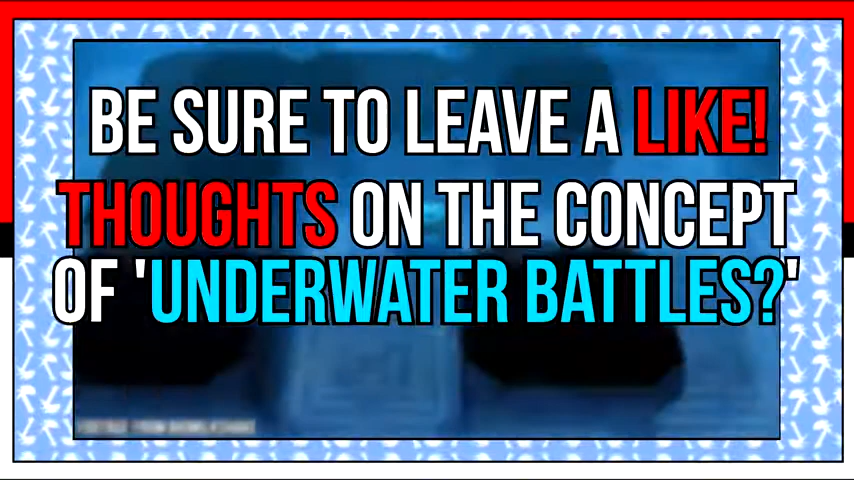 BE SURE TO LEAVE A LIKE!
THOUGHTS ON THE CONCEPT
OF 'UNDERWATER BATTLES?'